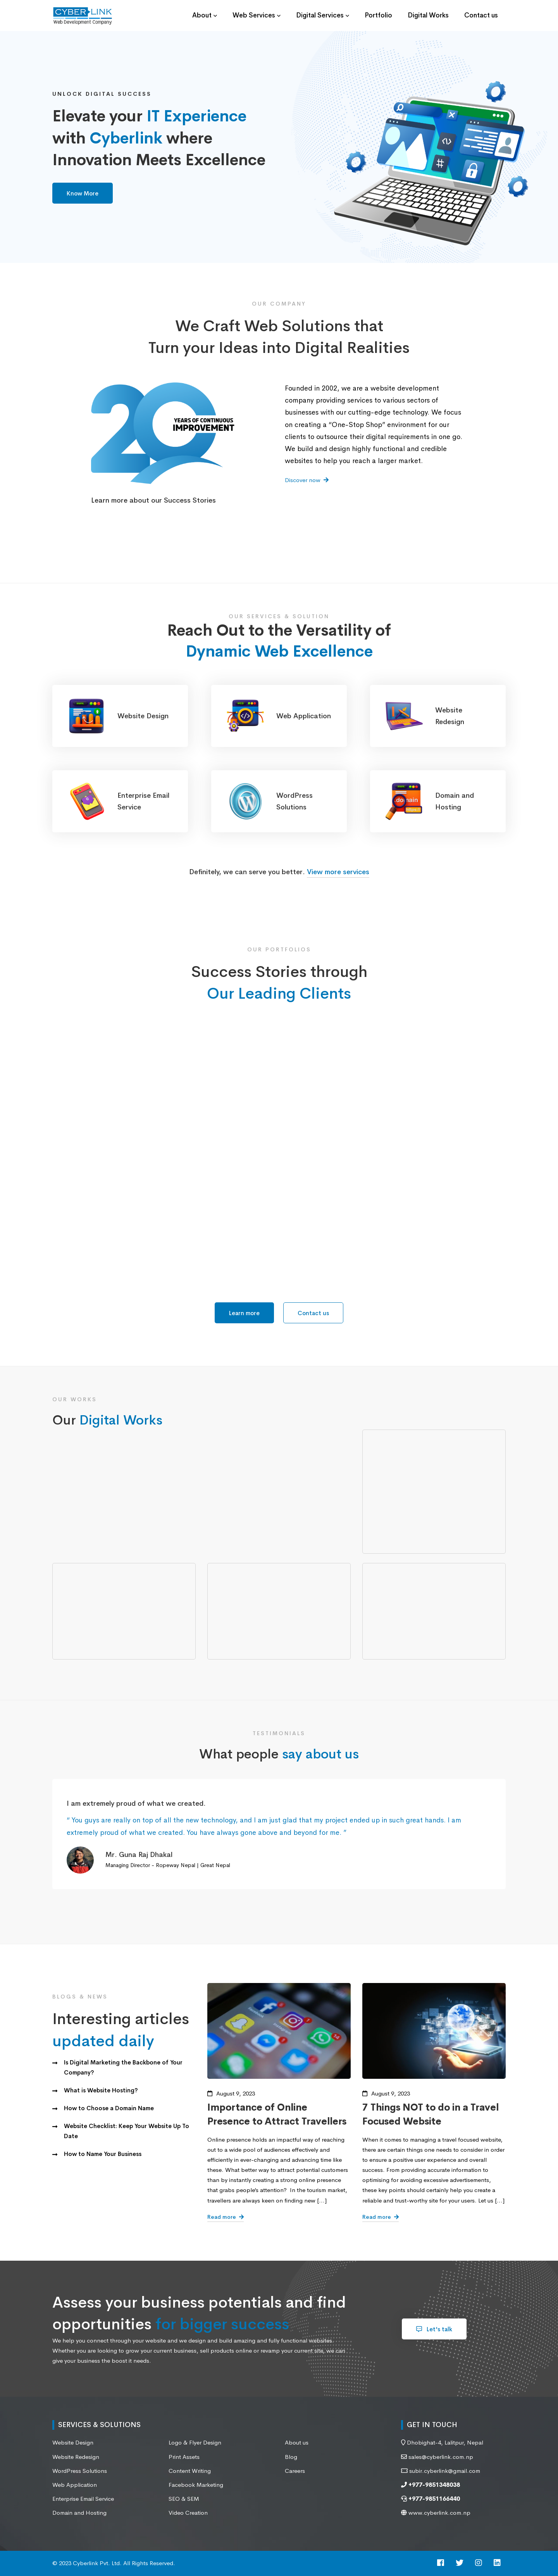 CYBER LINK
Web Development Company
About
Web Services
Digital Services
Portfolio
Digital Works
Contact us
UNLOCK DIGITAL SUCCESS
Elevate your IT Experience
with Cyberlink where
Innovation Meets Excellence
Know More
OUR COMPANY
We Craft Web Solutions that
Turn your Ideas into Digital Realities
20
YEARS OF CONTINUOUS
IMPROVEMENT
Learn more about our Success Stories
Founded in 2002, we are a website development
company providing services to various sectors of
businesses with our cutting-edge technology. We focus
on creating a “One-Stop Shop” environment for our
clients to outsource their digital requirements in one go.
We build and design highly functional and credible
websites to help you reach a larger market.
Discover now
OUR SERVICES & SOLUTION
Reach Out to the Versatility of
Dynamic Web Excellence
Website Design
Web Application
Website
Redesign
Enterprise Email
Service
WordPress
Solutions
domain
Domain and
Hosting
Definitely, we can serve you better. View more services
OUR PORTFOLIOS
Success Stories through
Our Leading Clients
Learn more
Contact us
OUR WORKS
Our Digital Works
TESTIMONIALS
What people say about us
I am extremely proud of what we created.
“ You guys are really on top of all the new technology, and I am just glad that my project ended up in such great hands. I am
extremely proud of what we created. You have always gone above and beyond for me. ”
Mr. Guna Raj Dhakal
Managing Director - Ropeway Nepal | Great Nepal
BLOGS & NEWS
Interesting articles
updated daily
Is Digital Marketing the Backbone of Your
Company?
What is Website Hosting?
How to Choose a Domain Name
Website Checklist: Keep Your Website Up To
Date
How to Name Your Business
August 9, 2023
Importance of Online
Presence to Attract Travellers
Online presence holds an impactful way of reaching
out to a wide pool of audiences effectively and
efficiently in ever-changing and advancing time like
these. What better way to attract potential customers
than by instantly creating a strong online presence
that grabs people’s attention? In the tourism market,
travellers are always keen on finding new [...]
Read more
August 9, 2023
7 Things NOT to do in a Travel
Focused Website
When it comes to managing a travel focused website,
there are certain things one needs to consider in order
to ensure a positive user experience and overall
success. From providing accurate information to
optimising for avoiding excessive advertisements,
these key points should certainly help you create a
reliable and trust-worthy site for your users. Let us [...]
Read more
Assess your business potentials and find
opportunities for bigger success
We help you connect through your website and we design and build amazing and fully functional websites.
Whether you are looking to grow your current business, sell products online or revamp your current site, we can
give your business the boost it needs.
Let's talk
SERVICES & SOLUTIONS
Website Design
Website Redesign
WordPress Solutions
Web Application
Enterprise Email Service
Domain and Hosting
Logo & Flyer Design
Print Assets
Content Writing
Facebook Marketing
SEO & SEM
Video Creation
About us
Blog
Careers
GET IN TOUCH
Dhobighat-4, Lalitpur, Nepal
sales@cyberlink.com.np
subir.cyberlink@gmail.com
+977-9851348038
+977-9851166440
www.cyberlink.com.np
© 2023 Cyberlink Pvt. Ltd. All Rights Reserved.